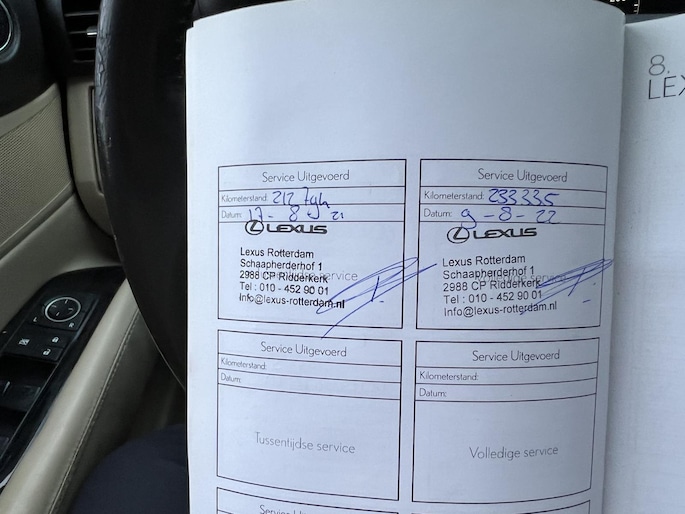 8.
LEX
Service Uitgevoerd
Kilometerstand:
Datum: 17-8-21
LEXUS
Lexus Rotterdam
Schaapherderhof 1
2988 CP Ridderkerk
Tel : 010 - 452 90 01
Info@lexus-rotterdam.nl
Service Uitgevoerd
Kilometerstand: 233335
Datum: 9-8-22
LEXUS
Lexus Rotterdam
Schaapherderhof 1
2988 CP Ridderkerk
Tel : 010 - 452 90 01
Info@lexus-rotterdam.nl
Service Uitgevoerd
Kilometerstand:
Datum:
Tussentijdse service
Service Uitgevoerd
Kilometerstand:
Datum:
Volledige service